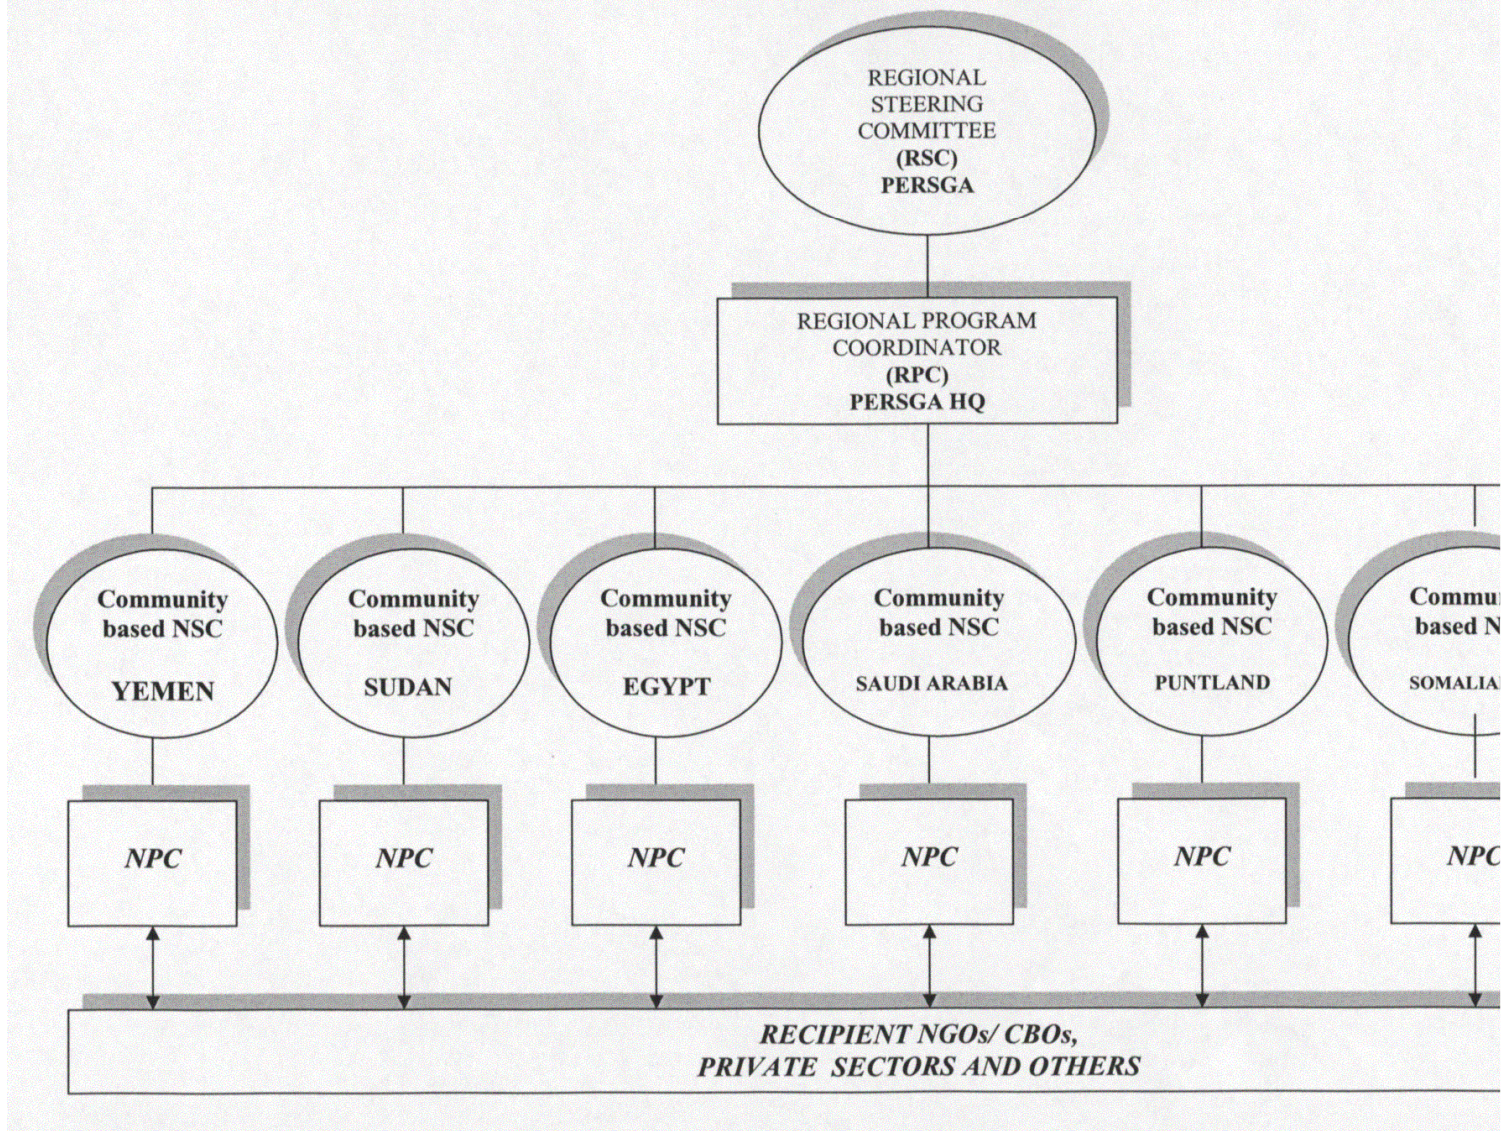 REGIONAL
STEERING
COMMITTEE
(RSC)
PERSGA
REGIONAL PROGRAM
COORDINATOR
(RPC)
PERSGA HQ
Community
based NSC
YEMEN
Community
based NSC
SUDAN
Community
based NSC
EGYPT
Community
based NSC
SAUDI ARABIA
Community
based NSC
PUNTLAND
based
NPC
NPC
NPC
NPC
NPC
NPC
RECIPIENT NGOs/ CBOs,
PRIVATE SECTORS AND OTHERS